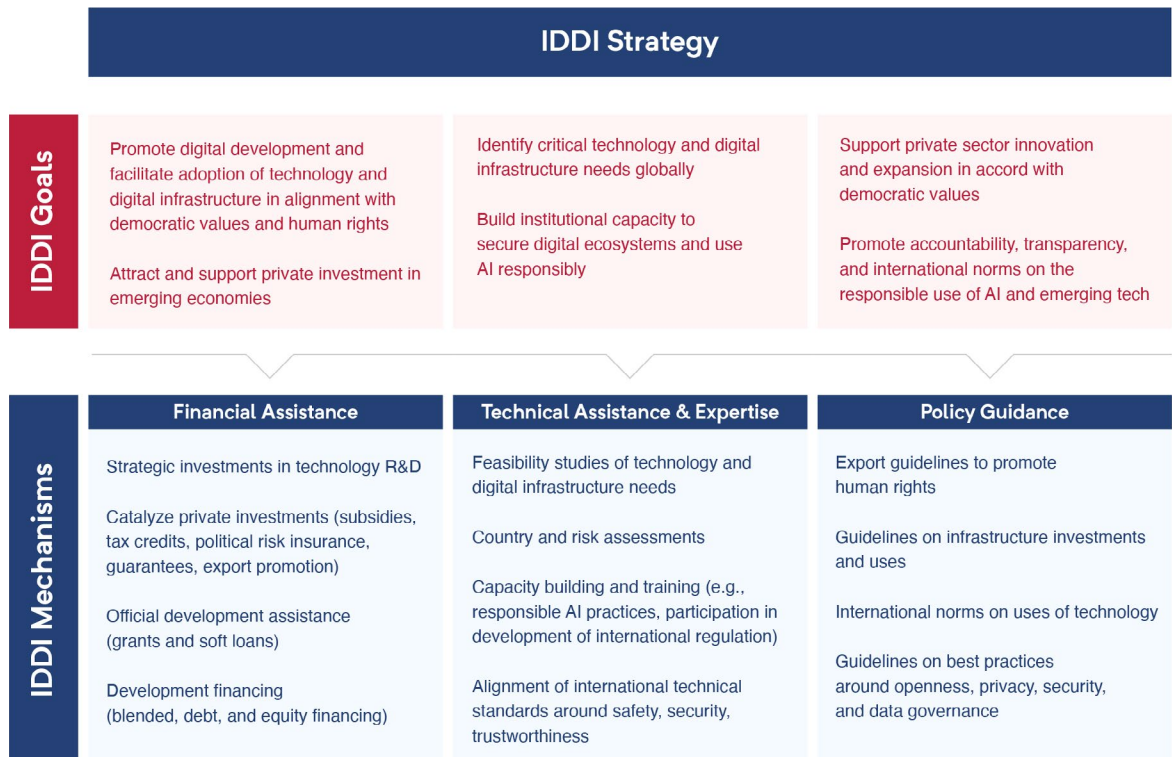 IDDI Strategy
IDDI Goals
Promote digital development and
facilitate adoption of technology and
digital infrastructure in alignment with
democratic values and human rights
Attract and support private investment in
emerging economies
Identify critical technology and digital
infrastructure needs globally
Build institutional capacity to
secure digital ecosystems and use
AI responsibly
Support private sector innovation
and expansion in accord with
democratic values
Promote accountability, transparency,
and international norms on the
responsible use of AI and emerging tech
IDDI Mechanisms
Financial Assistance
Strategic investments in technology R&D
Catalyze private investments (subsidies,
tax credits, political risk insurance,
guarantees, export promotion)
Official development assistance
(grants and soft loans)
Development financing
(blended, debt, and equity financing)
Technical Assistance & Expertise
Feasibility studies of technology and
digital infrastructure needs
Country and risk assessments
Capacity building and training (e.g.,
responsible AI practices, participation in
development of international regulation)
Alignment of international technical
standards around safety, security,
trustworthiness
Policy Guidance
Export guidelines to promote
human rights
Guidelines on infrastructure investments
and uses
International norms on uses of technology
Guidelines on best practices
around openness, privacy, security,
and data governance